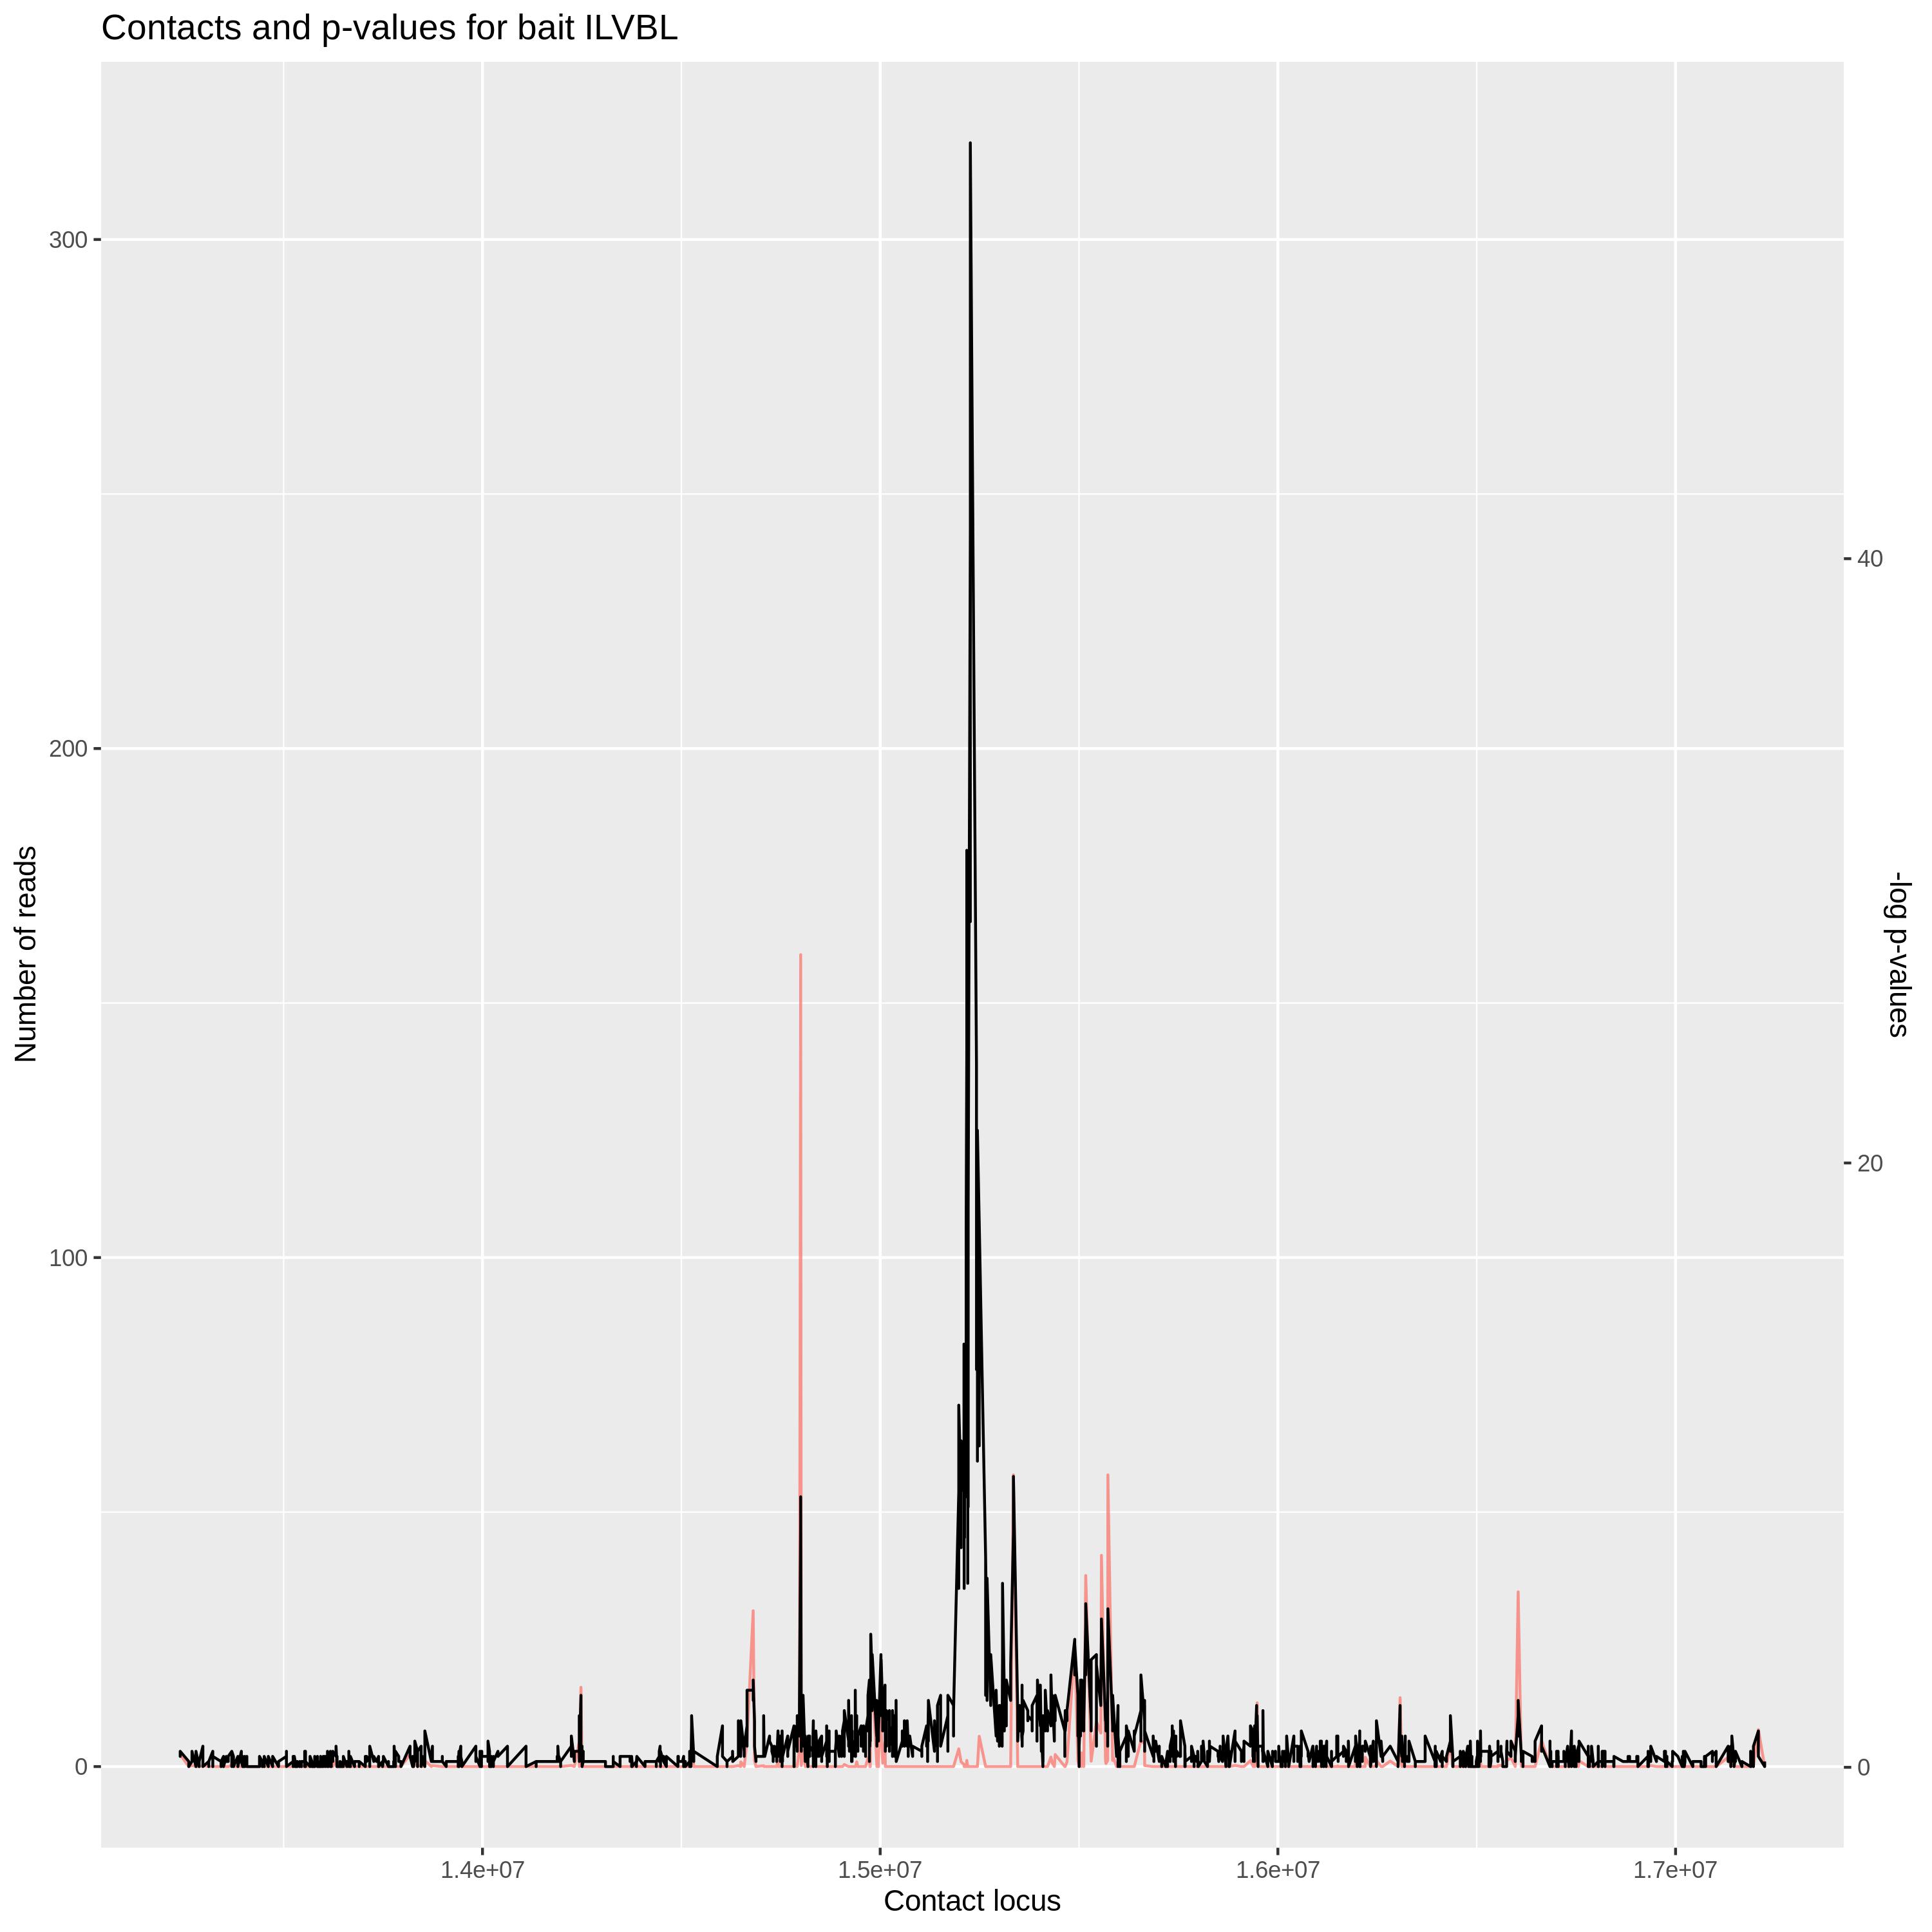 Contacts and p-values for bait ILVBL
300
200
100
0
Number of reads
40
20
0
-log p-values
1.4e+07 1.5e+07 1.6e+07 1.7e+07
Contact locus